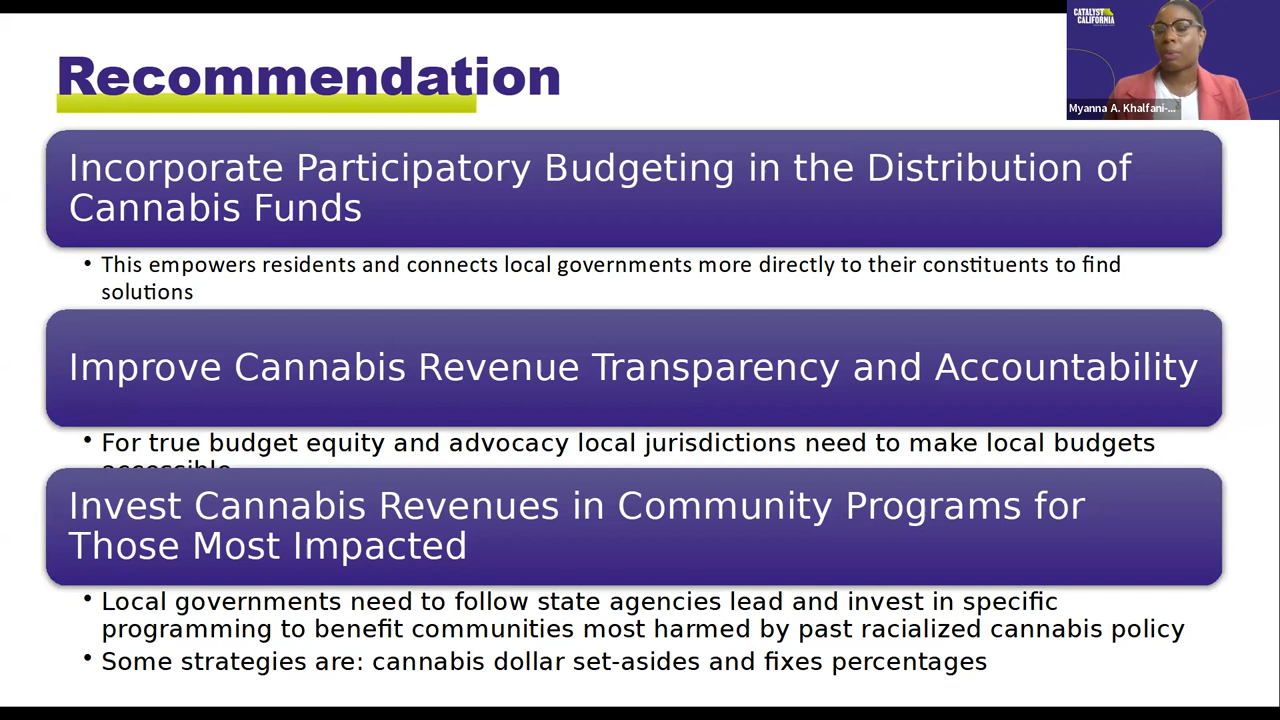 CATALYST
CALIFORNIA
Recommendation
Myanna A. Khalfani-...
Incorporate Participatory Budgeting in the Distribution of
Cannabis Funds
• This empowers residents and connects local governments more directly to their constituents to find
solutions
Improve Cannabis Revenue Transparency and Accountability
• For true budget equity and advocacy local jurisdictions need to make local budgets
accessible
Invest Cannabis Revenues in Community Programs for
Those Most Impacted
• Local governments need to follow state agencies lead and invest in specific
programming to benefit communities most harmed by past racialized cannabis policy
• Some strategies are: cannabis dollar set-asides and fixes percentages